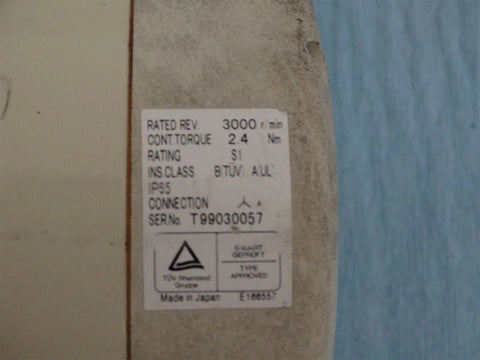 RATED REV 3000 r/min
CONT.TORQUE 2.4 Nm
RATING S1
INS.CLASS B(TÜV) A(UL)
IP65
CONNECTION
SER.No. T99030057
TÜV Rheinland
Gruppe
BAUART
GEPRÜFT
TYPE
APPROVED
Made in Japan E166557